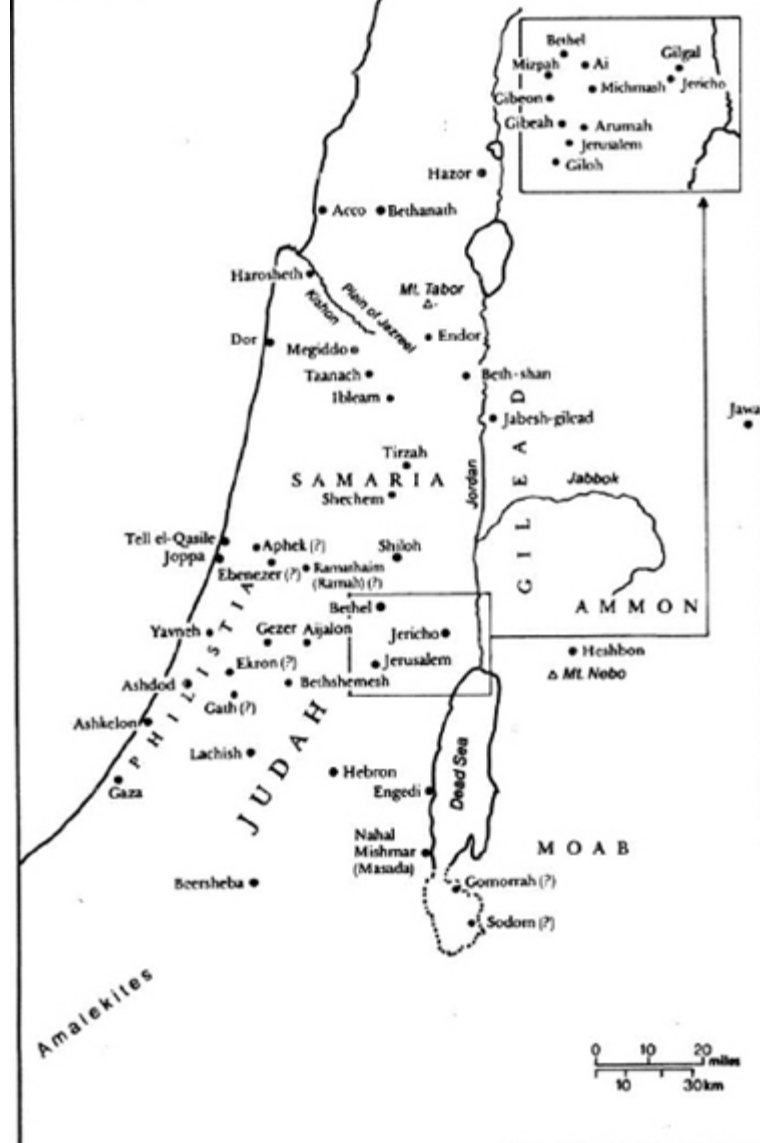 Bethel
Ai
Gilgal
Mizpah
Michmash
Jericho
Gibeon
Gibeah
Arumah
Jerusalem
Giloh
Hazor
Acco
Bethanath
Harosheth
Kishon
Plain of Jezreel
Mt. Tabor
Dor
Megiddo
Endor
Taanach
Beth-shan
Ibleam
Jabesh-gilead
Jawa
Tirzah
SAMARIA
Shechem
Jordan
GILEAD
Jabbok
Tell el-Qasile
Joppa
Aphek (?)
Shiloh
Ebenezer (?)
Ramathaim
(Ramah) (?)
AMMON
Bethel
PHILISTIA
Yavneh
Gezer
Aijalon
Jericho
Heshbon
Ekron (?)
Jerusalem
Mt. Nebo
Ashdod
Bethshemesh
Gath (?)
Ashkelon
JUDAH
Lachish
Hebron
Dead Sea
Gaza
Engedi
Nahal
Mishmar
(Masada)
MOAB
Beersheba
Gomorrah (?)
Sodom (?)
Amalekites
0 10 20 miles
10 30 km